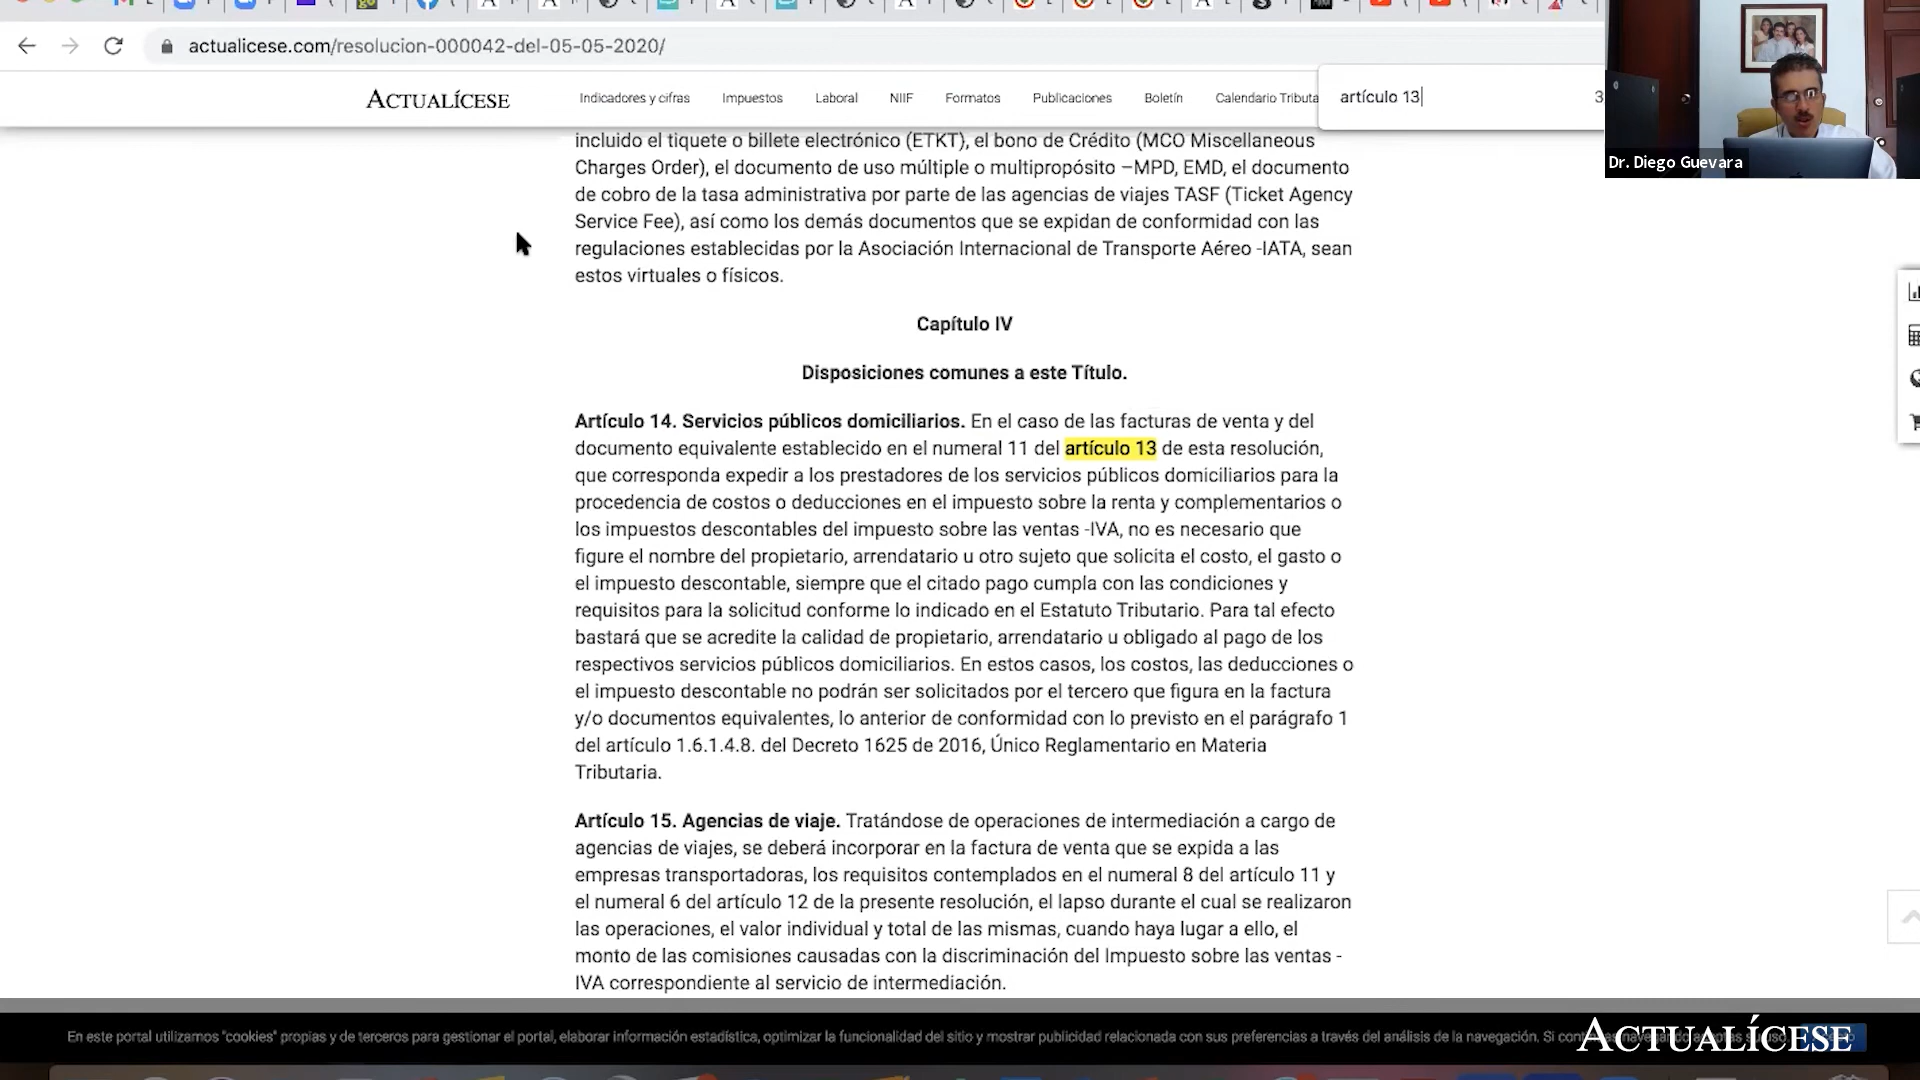 actualicese.com/resolucion-000042-del-05-05-2020/
ACTUALÍCESE
Indicadores y cifras Impuestos Laboral NIIF Formatos Publicaciones Boletín Calendario Tributa
artículo 13
3
Dr. Diego Guevara
incluido el tiquete o billete electrónico (ETKT), el bono de Crédito (MCO Miscellaneous
Charges Order), el documento de uso múltiple o multipropósito –MPD, EMD, el documento
de cobro de la tasa administrativa por parte de las agencias de viajes TASF (Ticket Agency
Service Fee), así como los demás documentos que se expidan de conformidad con las
regulaciones establecidas por la Asociación Internacional de Transporte Aéreo -IATA, sean
estos virtuales o físicos.
Capítulo IV
Disposiciones comunes a este Título.
Artículo 14. Servicios públicos domiciliarios. En el caso de las facturas de venta y del
documento equivalente establecido en el numeral 11 del artículo 13 de esta resolución,
que corresponda expedir a los prestadores de los servicios públicos domiciliarios para la
procedencia de costos o deducciones en el impuesto sobre la renta y complementarios o
los impuestos descontables del impuesto sobre las ventas -IVA, no es necesario que
figure el nombre del propietario, arrendatario u otro sujeto que solicita el costo, el gasto o
el impuesto descontable, siempre que el citado pago cumpla con las condiciones y
requisitos para la solicitud conforme lo indicado en el Estatuto Tributario. Para tal efecto
bastará que se acredite la calidad de propietario, arrendatario u obligado al pago de los
respectivos servicios públicos domiciliarios. En estos casos, los costos, las deducciones o
el impuesto descontable no podrán ser solicitados por el tercero que figura en la factura
y/o documentos equivalentes, lo anterior de conformidad con lo previsto en el parágrafo 1
del artículo 1.6.1.4.8. del Decreto 1625 de 2016, Único Reglamentario en Materia
Tributaria.
Artículo 15. Agencias de viaje. Tratándose de operaciones de intermediación a cargo de
agencias de viajes, se deberá incorporar en la factura de venta que se expida a las
empresas transportadoras, los requisitos contemplados en el numeral 8 del artículo 11 y
el numeral 6 del artículo 12 de la presente resolución, el lapso durante el cual se realizaron
las operaciones, el valor individual y total de las mismas, cuando haya lugar a ello, el
monto de las comisiones causadas con la discriminación del Impuesto sobre las ventas -
IVA correspondiente al servicio de intermediación.
En este portal utilizamos "cookies" propias y de terceros para gestionar el portal, elaborar información estadística, optimizar la funcionalidad del sitio y mostrar publicidad relacionada con sus preferencias a través del análisis de la navegación. Si
ACTUALÍCESE